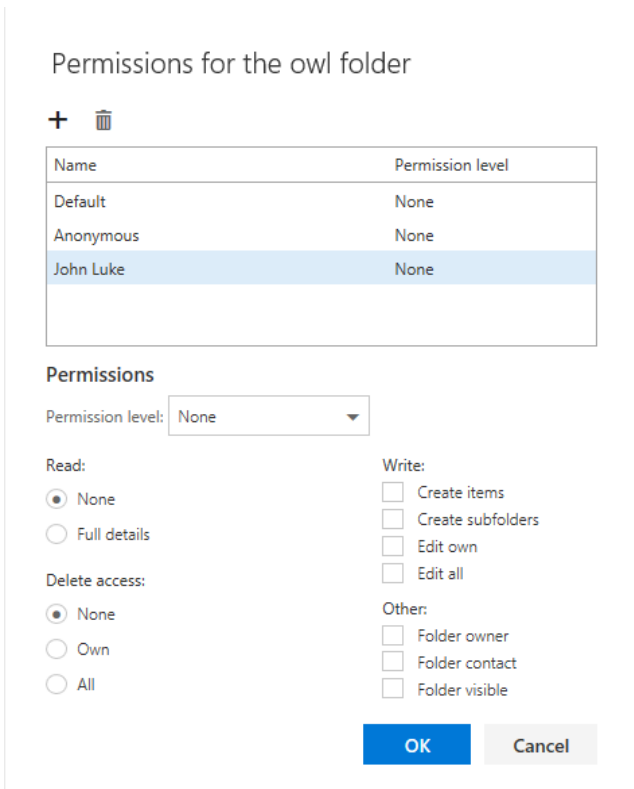 Permissions for the owl folder
Name Permission level
Default None
Anonymous None
John Luke None
Permissions
Permission level: None
Read:
None
Full details
Delete access:
None
Own
All
Write:
Create items
Create subfolders
Edit own
Edit all
Other:
Folder owner
Folder contact
Folder visible
OK Cancel